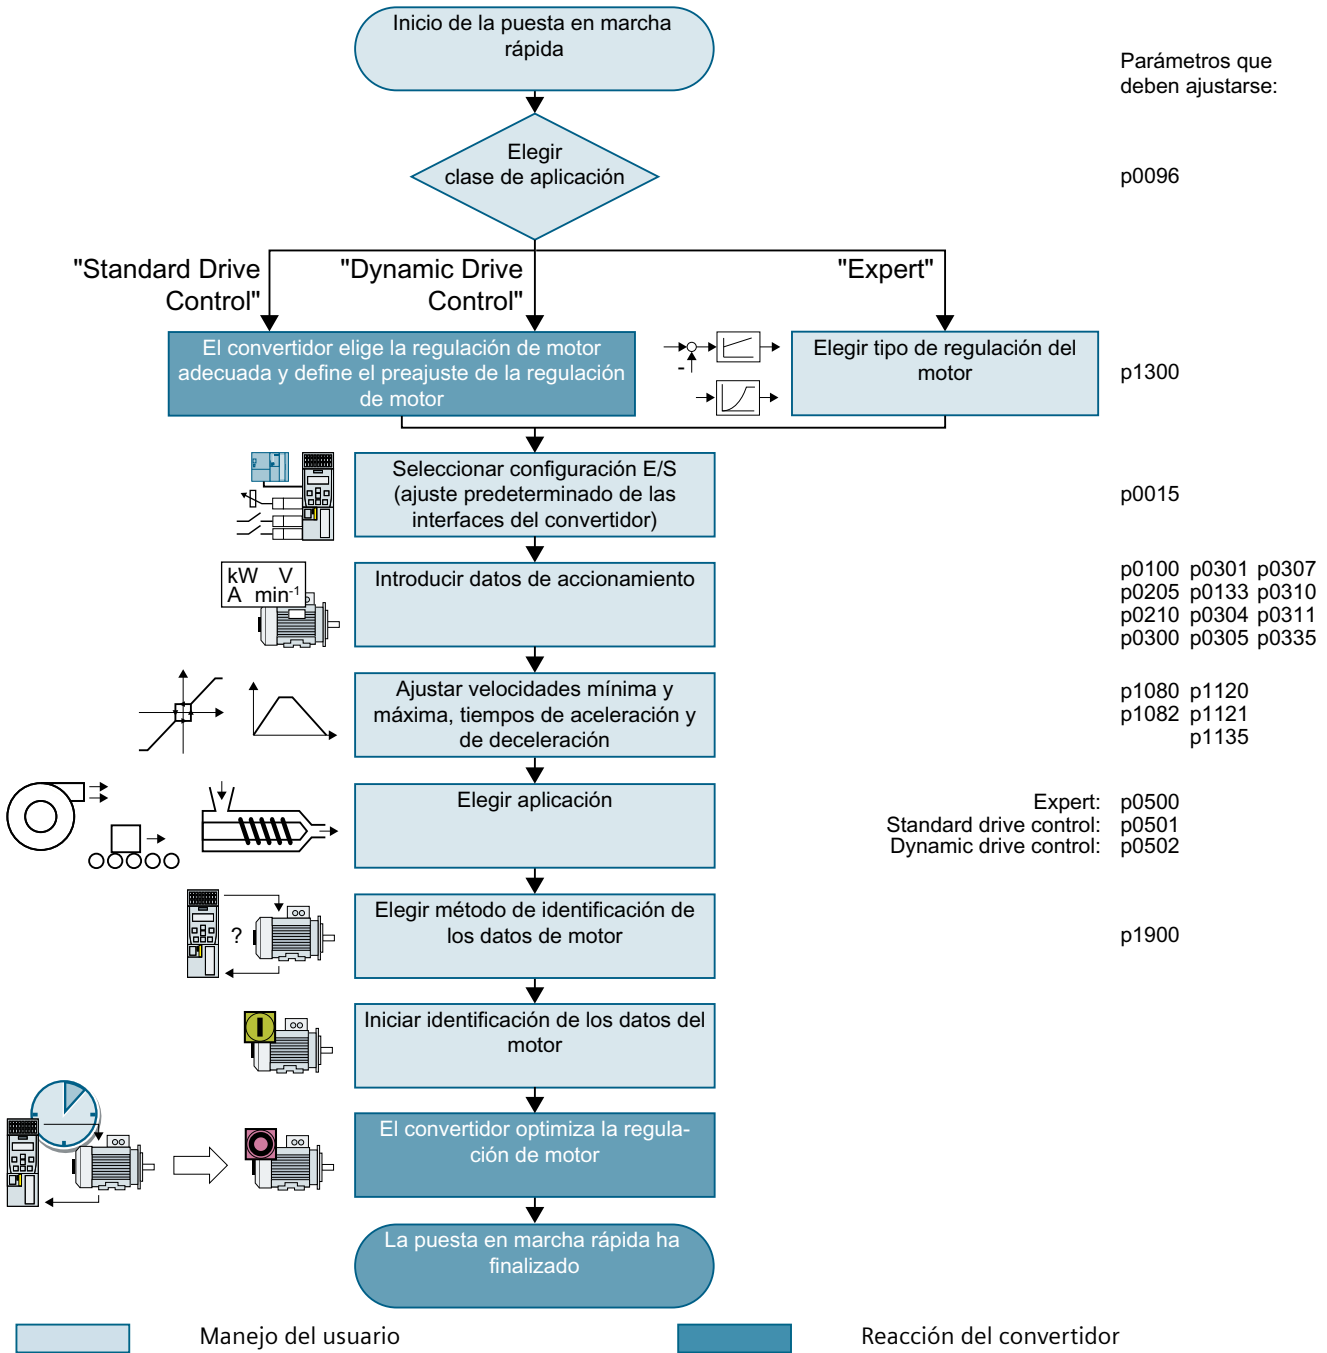 Inicio de la puesta en marcha
rápida
Parámetros que
deben ajustarse:
Elegir
clase de aplicación
p0096
"Standard Drive
Control"
"Dynamic Drive
Control"
"Expert"
El convertidor elige la regulación de motor
adecuada y define el preajuste de la regulación
de motor
-
Elegir tipo de regulación del
motor
p1300
Seleccionar configuración E/S
(ajuste predeterminado de las
interfaces del convertidor)
p0015
kW V
A min-1
Introducir datos de accionamiento
p0100 p0301 p0307
p0205 p0133 p0310
p0210 p0304 p0311
p0300 p0305 p0335
Ajustar velocidades mínima y
máxima, tiempos de aceleración y
de deceleración
p1080 p1120
p1082 p1121
p1135
Elegir aplicación
Expert: p0500
Standard drive control: p0501
Dynamic drive control: p0502
?
Elegir método de identificación de
los datos de motor
p1900
Iniciar identificación de los datos del
motor
El convertidor optimiza la regula-
ción de motor
La puesta en marcha rápida ha
finalizado
Manejo del usuario
Reacción del convertidor